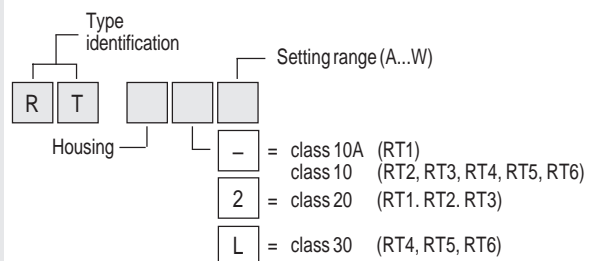 Type
identification
Setting range (A...W)
R T
Housing
– = class 10A (RT1)
class 10 (RT2, RT3, RT4, RT5, RT6)
2 = class 20 (RT1. RT2. RT3)
L = class 30 (RT4, RT5, RT6)